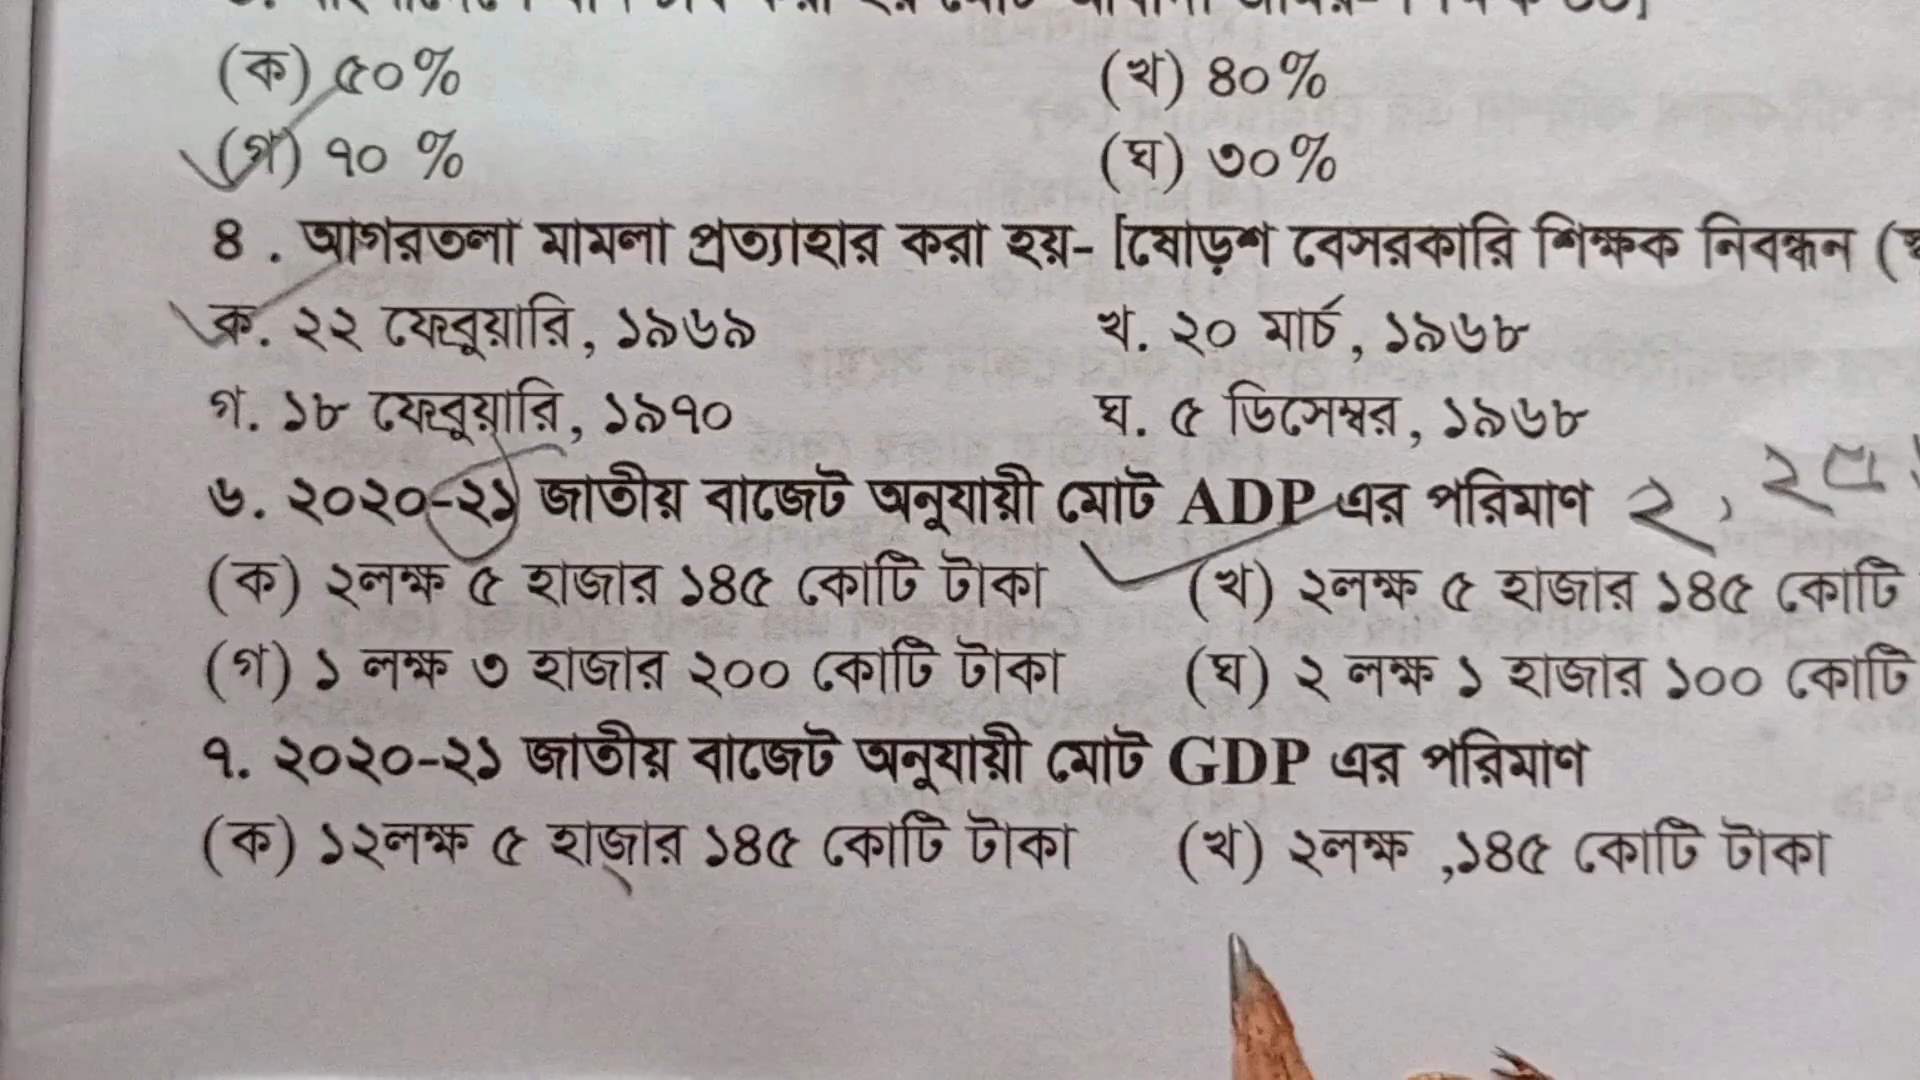 (ক) ৫০% (খ) ৪০%
(গ) ৭০ % (ঘ) ৩০%
৪ . আগরতলা মামলা প্রত্যাহার করা হয়- [ষোড়শ বেসরকারি শিক্ষক নিবন্ধন
ক. ২২ ফেব্রুয়ারি, ১৯৬৯ খ. ২০ মার্চ, ১৯৬৮
গ. ১৮ ফেব্রুয়ারি, ১৯৭০ ঘ. ৫ ডিসেম্বর, ১৯৬৮
৬. ২০২০-২১ জাতীয় বাজেট অনুযায়ী মোট ADP এর পরিমাণ ২, ২৫
(ক) ২লক্ষ ৫ হাজার ১৪৫ কোটি টাকা (খ) ২লক্ষ ৫ হাজার ১৪৫ কোটি
(গ) ১ লক্ষ ৩ হাজার ২০০ কোটি টাকা (ঘ) ২ লক্ষ ১ হাজার ১০০ কোটি
৭. ২০২০-২১ জাতীয় বাজেট অনুযায়ী মোট GDP এর পরিমাণ
(ক) ১২লক্ষ ৫ হাজার ১৪৫ কোটি টাকা (খ) ২লক্ষ ,১৪৫ কোটি টাকা